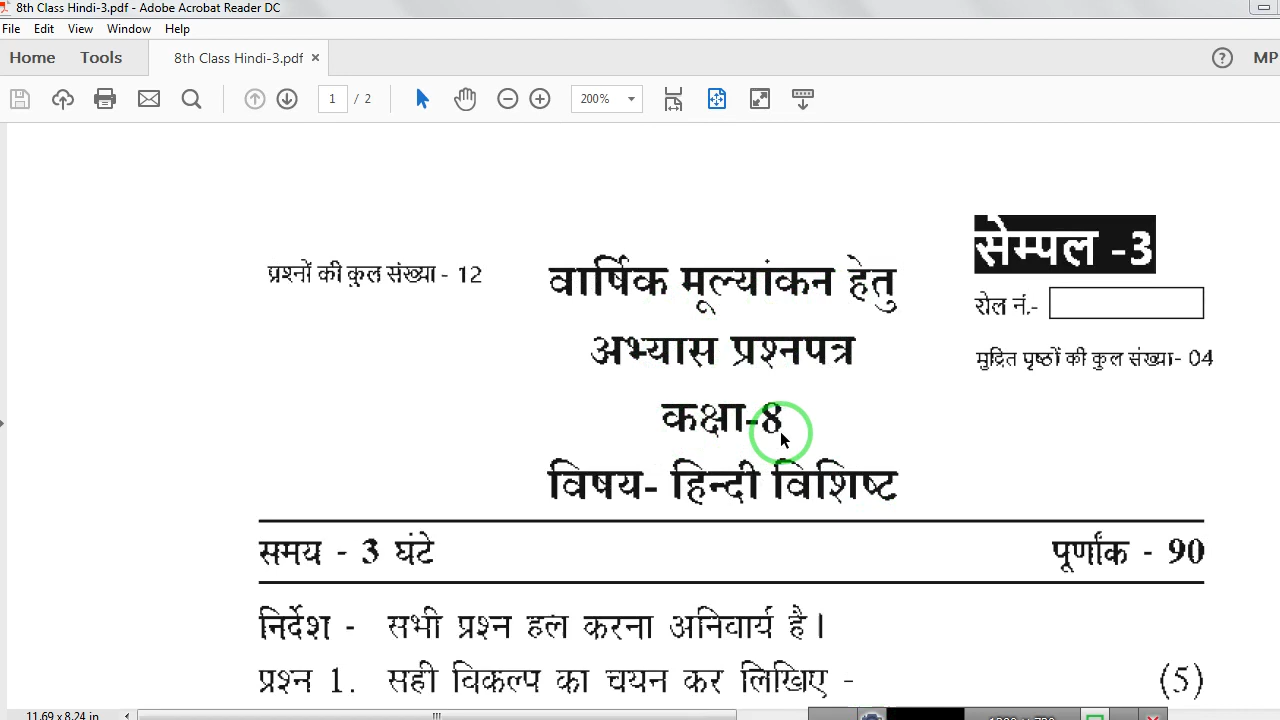 8th Class Hindi-3.pdf - Adobe Acrobat Reader DC
File Edit View Window Help
Home Tools 8th Class Hindi-3.pdf × ? MP
1 / 2 200%
सेम्पल -3
प्रश्नों की कुल संख्या - 12
वार्षिक मूल्यांकन हेतु
रोल नं.-
अभ्यास प्रश्नपत्र
मुद्रित पृष्ठों की कुल संख्या- 04
कक्षा-8
विषय- हिन्दी विशिष्ट
समय - 3 घंटे पूर्णांक - 90
निर्देश - सभी प्रश्न हल करना अनिवार्य है।
प्रश्न 1. सही विकल्प का चयन कर लिखिए - (5)
11.69 x 8.24 in